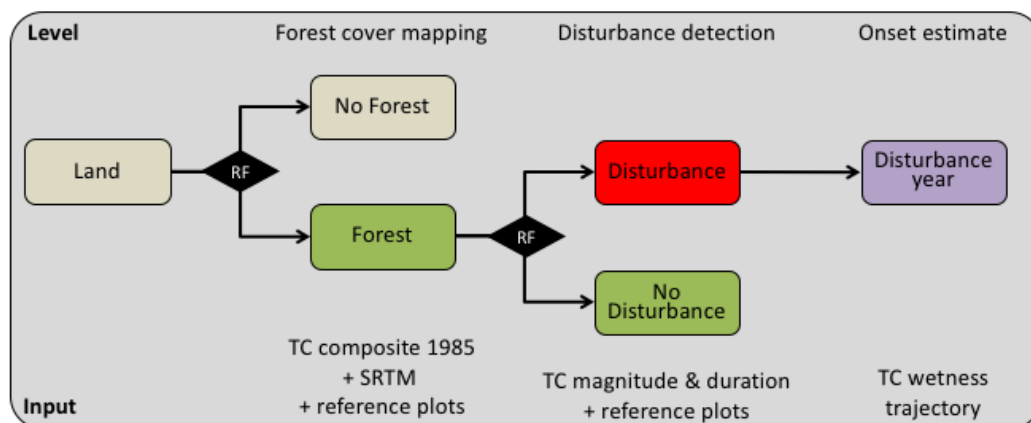 Level
Forest cover mapping
Disturbance detection
Onset estimate
No Forest
Land
RF
Disturbance
Disturbance
year
Forest
RF
No
Disturbance
TC composite 1985
+ SRTM
+ reference plots
TC magnitude & duration
+ reference plots
TC wetness
trajectory
Input